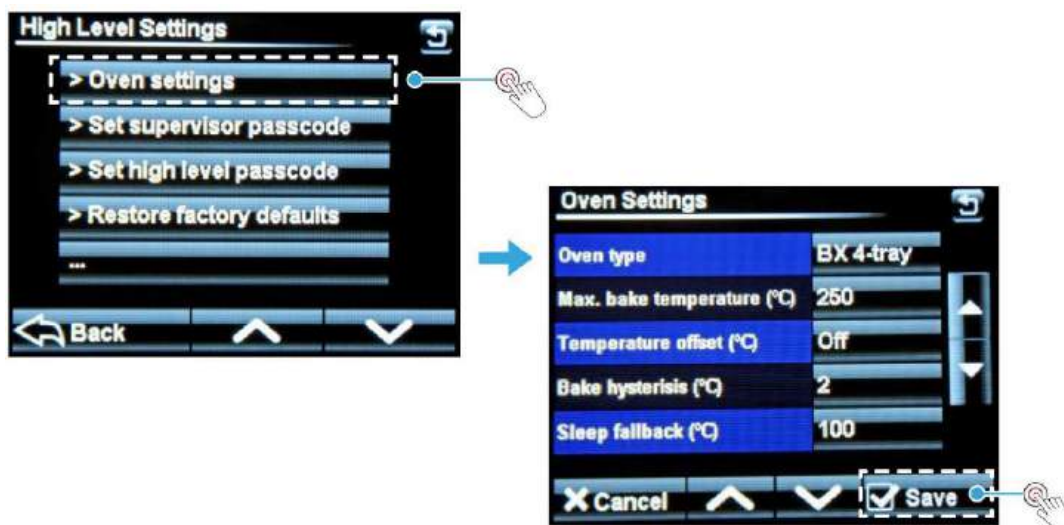 High Level Settings
> Oven settings
> Set supervisor passcode
> Set high level passcode
> Restore factory defaults
...
Back
Oven Settings
Oven type BX 4-tray
Max. bake temperature (°C) 250
Temperature offset (°C) Off
Bake hysterisis (°C) 2
Sleep fallback (°C) 100
Cancel
Save